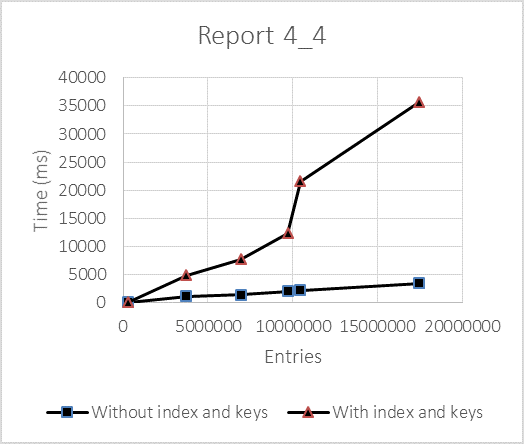 Report 4_4
40000
35000
30000
25000
20000
15000
10000
5000
0
Time (ms)
0 5000000 10000000 15000000 20000000
Entries
Without index and keys With index and keys